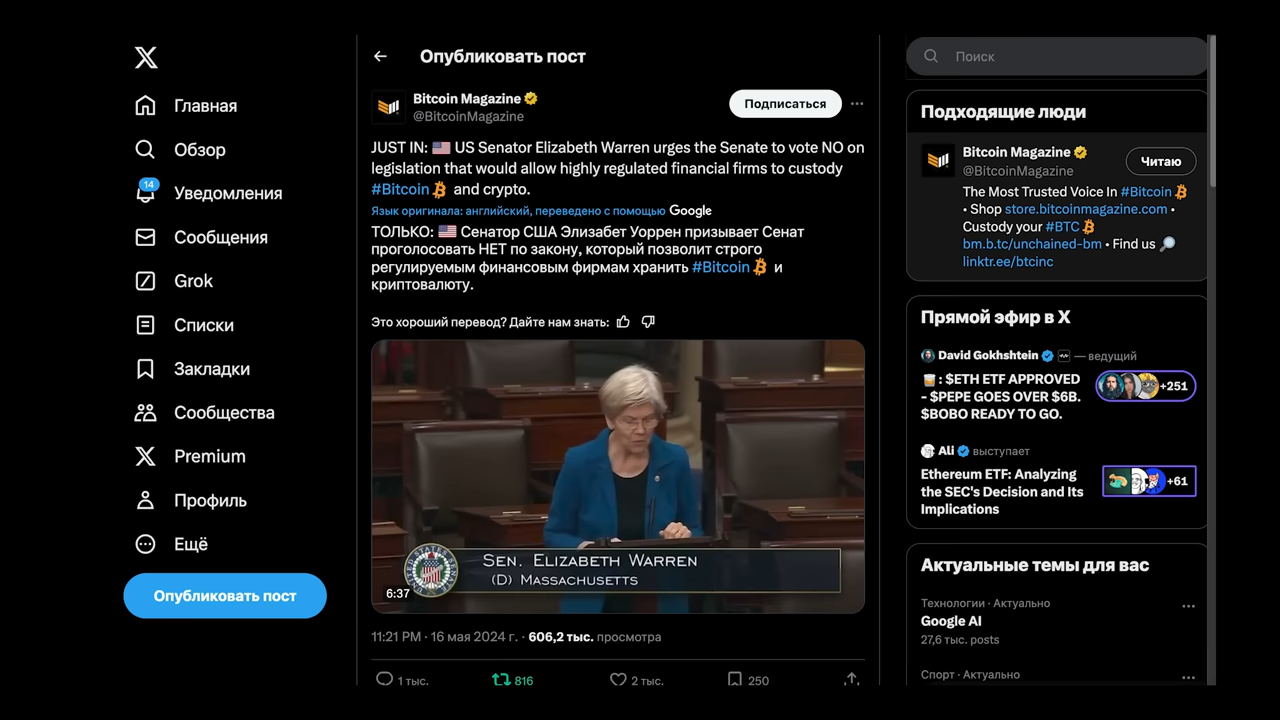 Главная
Обзор
14
Уведомления
Сообщения
Grok
Списки
Закладки
Сообщества
Premium
Профиль
Ещё
Опубликовать пост
Опубликовать пост
Bitcoin Magazine
@BitcoinMagazine
Подписаться
JUST IN: 🇺🇸 US Senator Elizabeth Warren urges the Senate to vote NO on
legislation that would allow highly regulated financial firms to custody
#Bitcoin and crypto.
Язык оригинала: английский, переведено с помощью Google
ТОЛЬКО: 🇺🇸 Сенатор США Элизабет Уоррен призывает Сенат
проголосовать НЕТ по закону, который позволит строго
регулируемым финансовым фирмам хранить #Bitcoin и
криптовалюту.
Это хороший перевод? Дайте нам знать:
SEN. ELIZABETH WARREN
(D) MASSACHUSETTS
6:37
11:21 PM · 16 мая 2024 г. · 606,2 тыс. просмотра
1 тыс.
816
2 тыс.
250
Поиск
Подходящие люди
Bitcoin Magazine
@BitcoinMagazine
Читаю
The Most Trusted Voice In #Bitcoin
• Shop store.bitcoinmagazine.com •
Custody your #BTC
bm.b.tc/unchained-bm • Find us 🔎
linktr.ee/btcinc
Прямой эфир в X
David Gokhshtein — ведущий
🥃: $ETH ETF APPROVED
- $PEPE GOES OVER $6B.
$BOBO READY TO GO.
+251
Ali выступает
Ethereum ETF: Analyzing
the SEC's Decision and Its
Implications
+61
Актуальные темы для вас
Технологии · Актуально
Google AI
27,6 тыс. posts
Спорт · Актуально